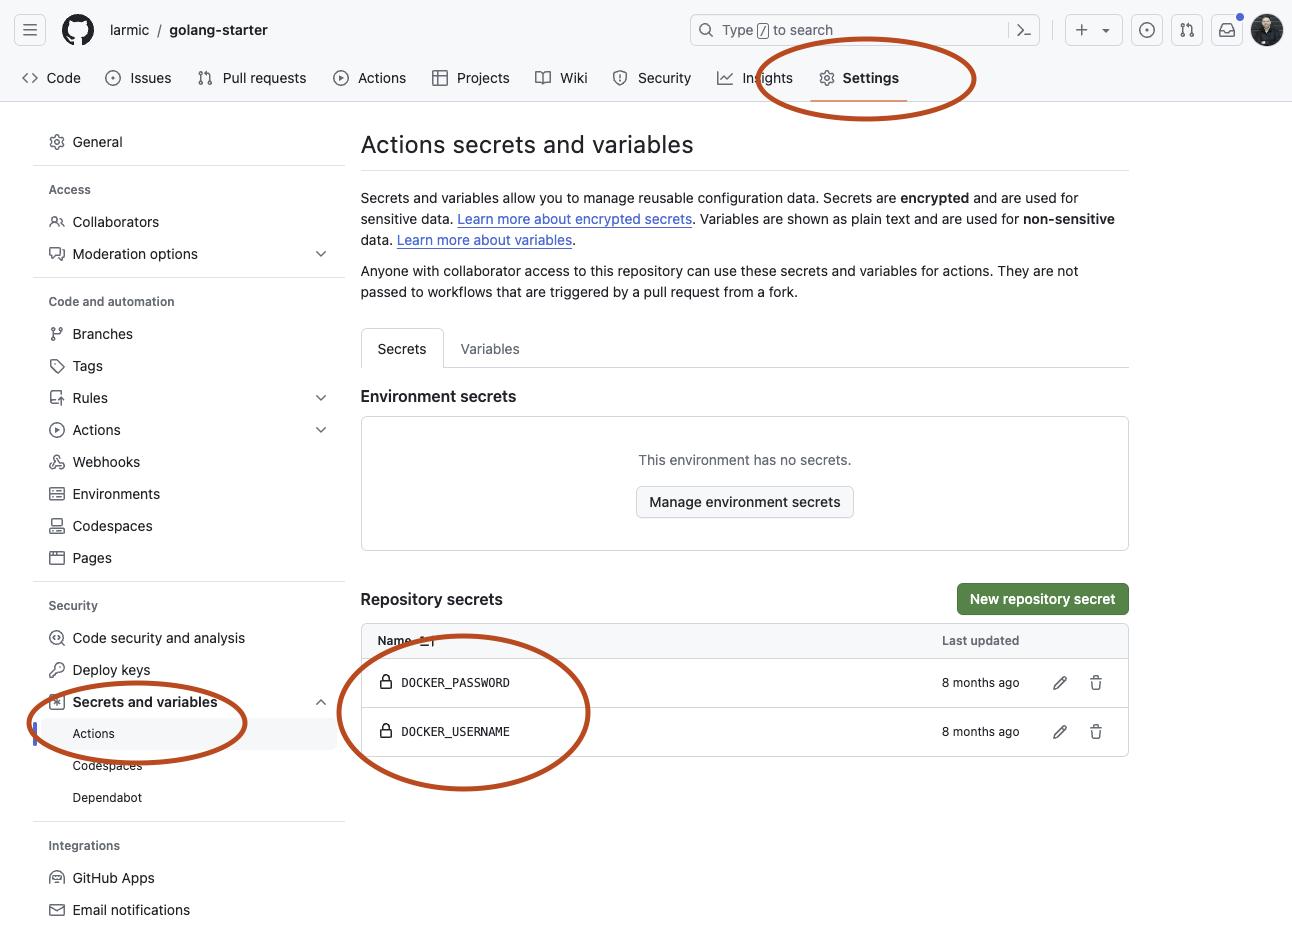 larmic / golang-starter
Type / to search
Code Issues Pull requests Actions Projects Wiki Security Insights Settings
General
Access
Collaborators
Moderation options
Code and automation
Branches
Tags
Rules
Actions
Webhooks
Environments
Codespaces
Pages
Security
Code security and analysis
Deploy keys
Secrets and variables
Actions
Codespaces
Dependabot
Integrations
GitHub Apps
Email notifications
Actions secrets and variables
Secrets and variables allow you to manage reusable configuration data. Secrets are encrypted and are used for
sensitive data. Learn more about encrypted secrets. Variables are shown as plain text and are used for non-sensitive
data. Learn more about variables.
Anyone with collaborator access to this repository can use these secrets and variables for actions. They are not
passed to workflows that are triggered by a pull request from a fork.
Secrets Variables
Environment secrets
This environment has no secrets.
Manage environment secrets
Repository secrets New repository secret
Name Last updated
DOCKER_PASSWORD 8 months ago
DOCKER_USERNAME 8 months ago